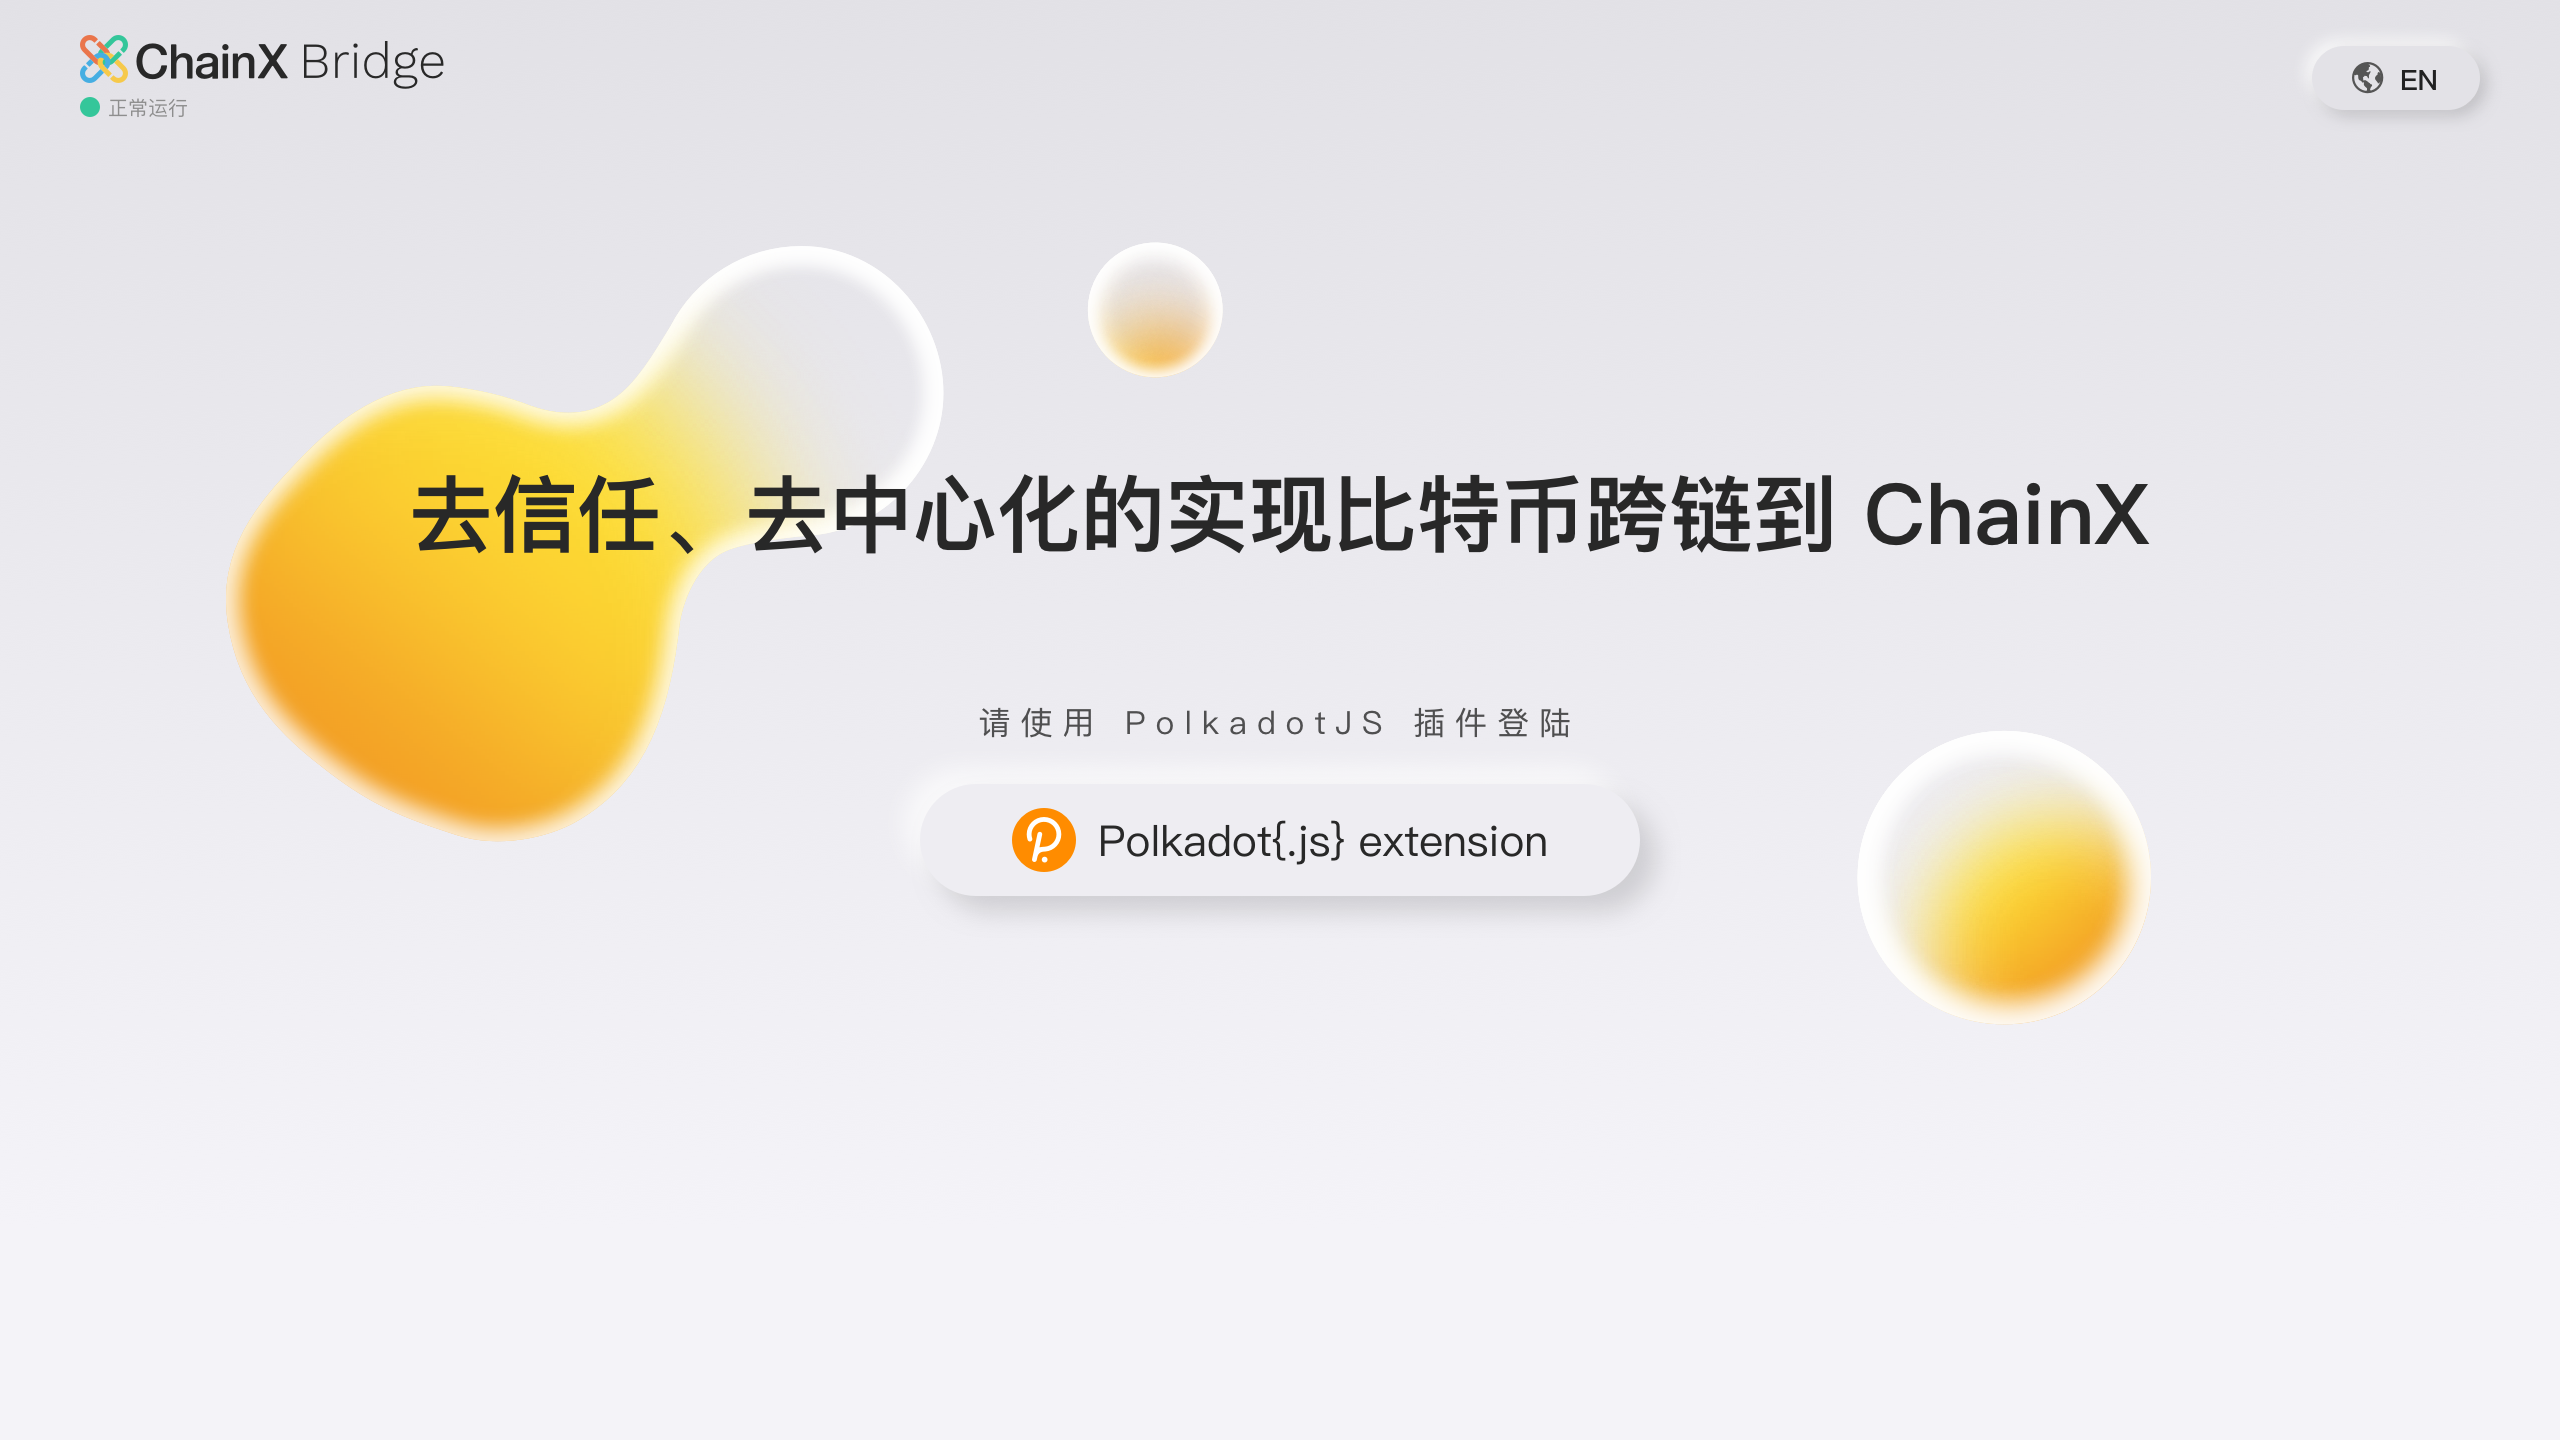 ChainX Bridge
正常运行
EN
去信任、去中心化的实现比特币跨链到 ChainX
请使用 PolkadotJS 插件登陆
Polkadot{.js} extension